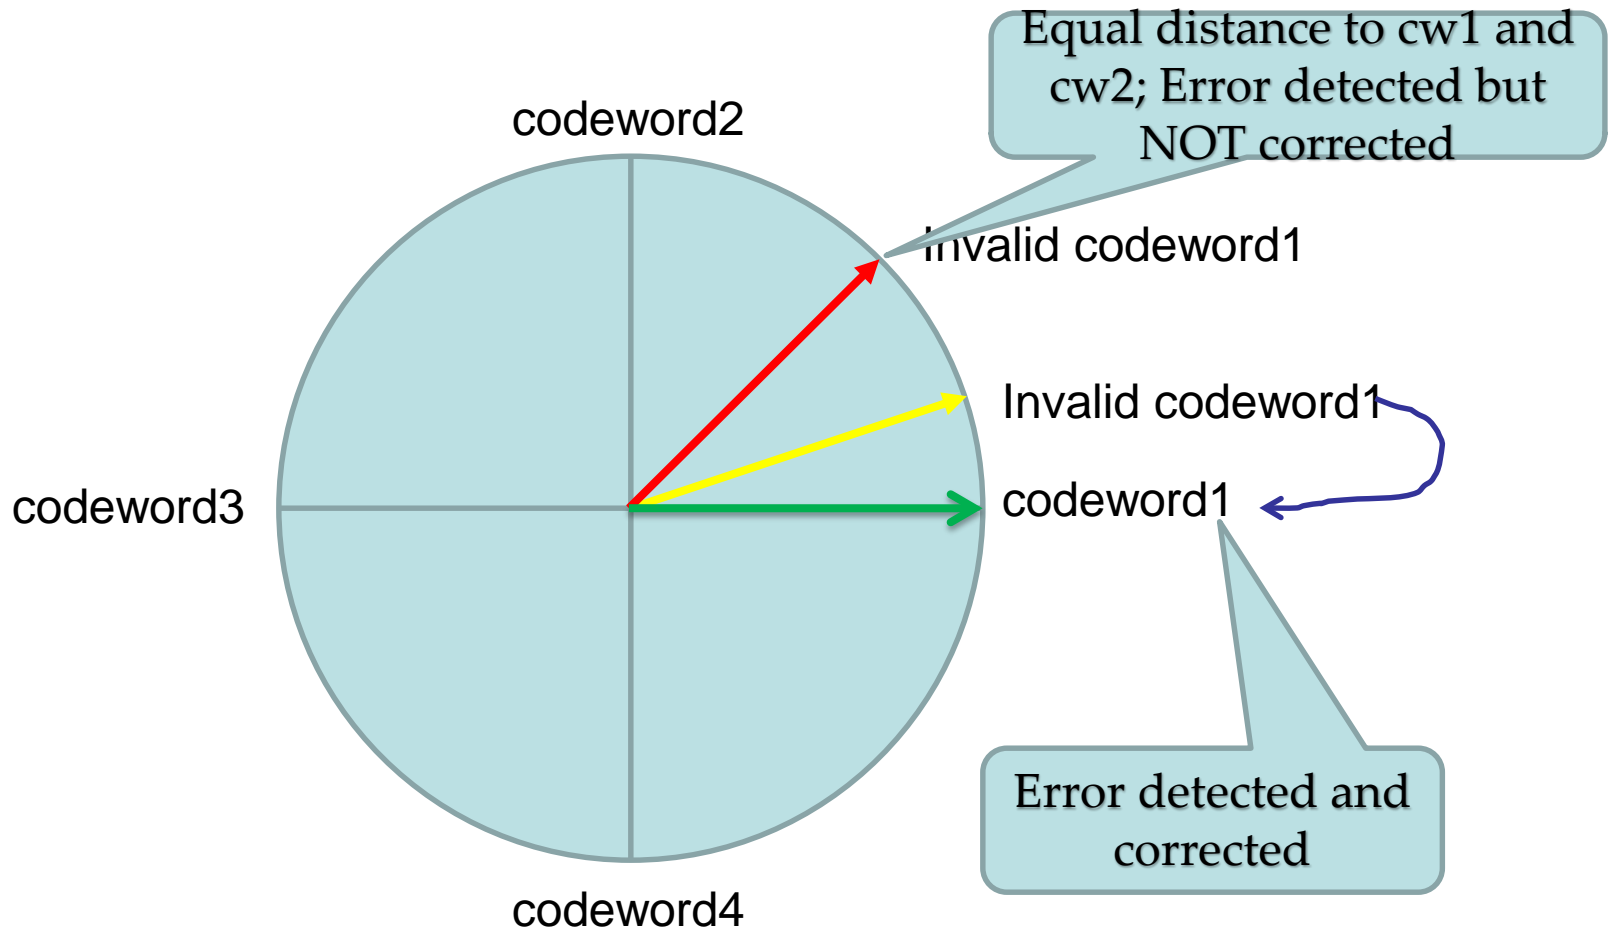 Equal distance to cw1 and
cw2; Error detected but
NOT corrected
codeword2
Invalid codeword1
Invalid codeword1
codeword3
codeword1
Error detected and
corrected
codeword4